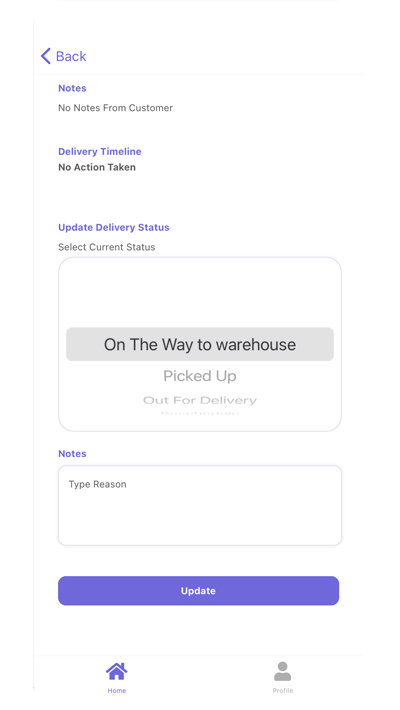 Back
Notes
No Notes From Customer
Delivery Timeline
No Action Taken
Update Delivery Status
Select Current Status
On The Way to warehouse
Picked Up
Out For Delivery
Notes
Type Reason
Update
Home
Profile